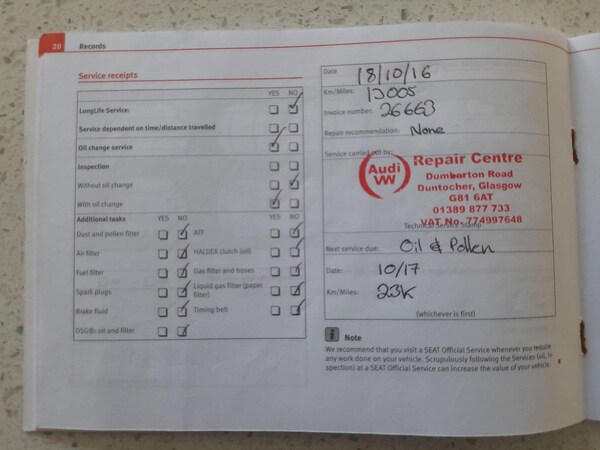 20 Records
Service receipts
YES NO
LongLife Service:
Service dependent on time/distance travelled
Oil change service
Inspection
Without oil change
With oil change
Additional tasks YES NO YES NO
Dust and pollen filter ATF
Air filter HALDEX clutch (oil)
Fuel filter Gas filter and hoses
Spark plugs Liquid gas filter (paper filter)
Brake fluid Timing belt
DSG®: oil and filter
Date 18/10/16
Km/Miles: 13005
Invoice number: 26663
Repair recommendation: None
Service carried out by:
Audi VW
Repair Centre
Dumbarton Road
Duntocher, Glasgow
G81 6AT
01389 877 733
VAT No. 774997648
Technical Service Stamp
Next service due: Oil & Pollen
Date: 10/17
Km/Miles: 23K
(whichever is first)
Note
We recommend that you visit a SEAT Official Service whenever you require
any work done on your vehicle. Scrupulously following the Services (oil, in-
spection) at a SEAT Official Service can increase the value of your vehicle.